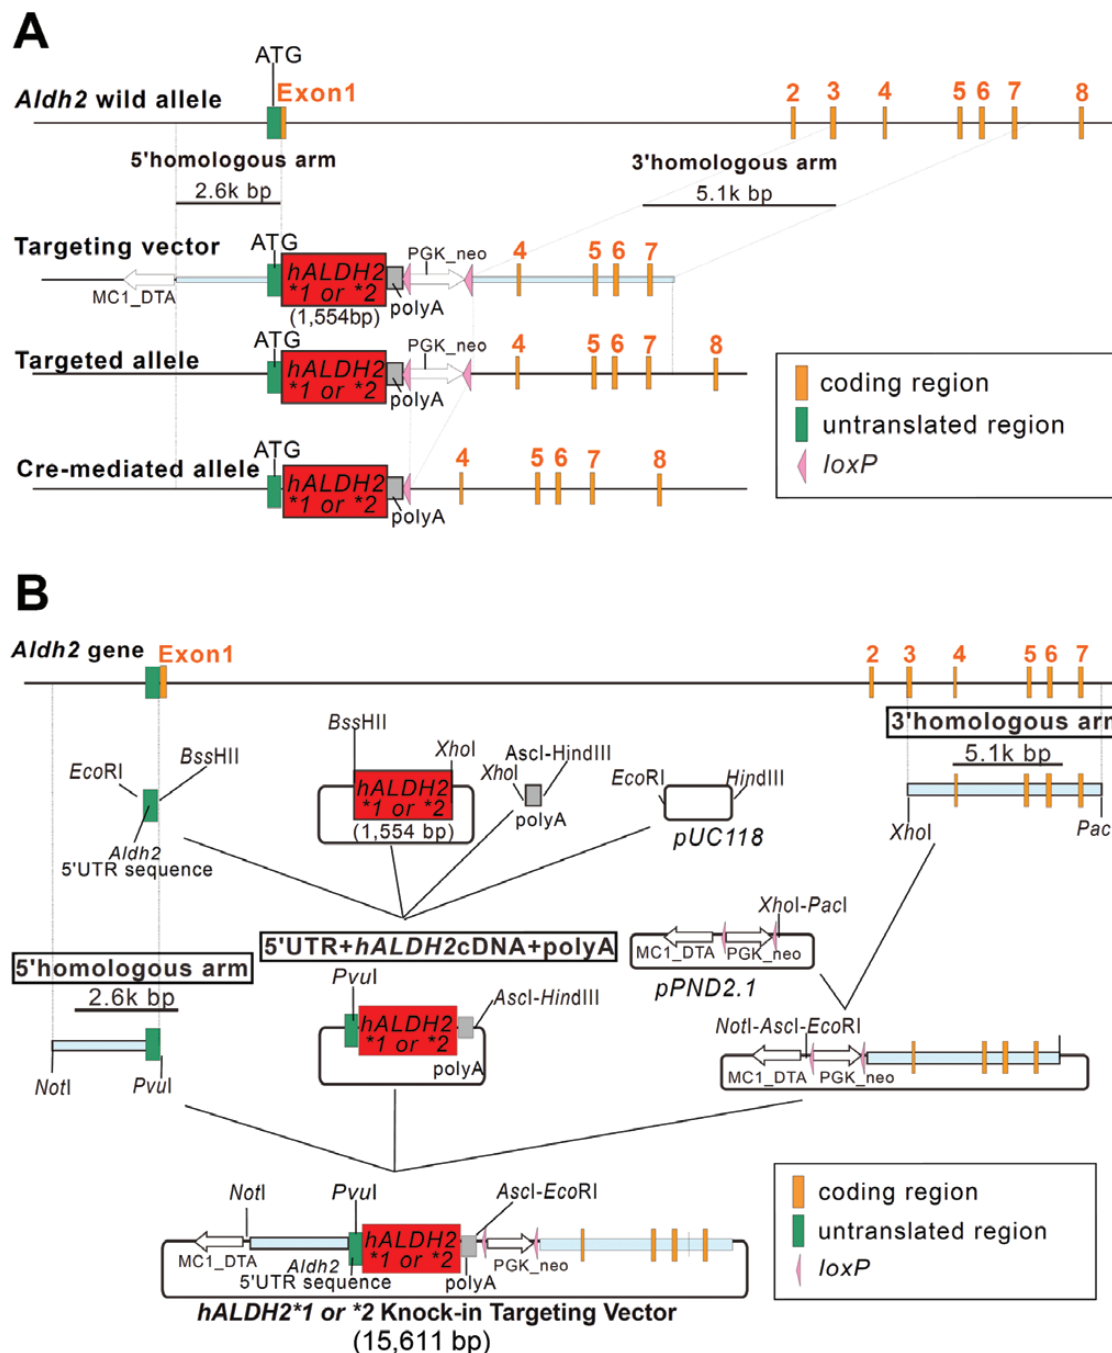 A
ATG
Aldh2 wild allele
Exon1
2 3 4 5 6 7 8
5'homologous arm
2.6k bp
3'homologous arm
5.1k bp
Targeting vector
ATG
hALDH2
*1 or *2
(1,554bp)
PGK_neo
polyA
MC1_DTA
4 5 6 7
Targeted allele
ATG
hALDH2
*1 or *2
PGK_neo
polyA
4 5 6 7 8
Cre-mediated allele
ATG
hALDH2
*1 or *2
polyA
4 5 6 7 8
coding region
untranslated region
loxP
B
Aldh2 gene
Exon1
2 3 4 5 6 7
3'homologous arm
5.1k bp
XhoI
PacI
EcoRI
BssHII
Aldh2
5'UTR sequence
BssHII
XhoI
hALDH2
*1 or *2
(1,554 bp)
XhoI
AscI-HindIII
polyA
EcoRI
HindIII
pUC118
5'homologous arm
2.6k bp
NotI
PvuI
5'UTR+hALDH2cDNA+polyA
PvuI
hALDH2
*1 or *2
AscI-HindIII
polyA
XhoI-PacI
MC1_DTA
PGK_neo
pPND2.1
NotI-AscI-EcoRI
MC1_DTA
PGK_neo
NotI
PvuI
AscI-EcoRI
hALDH2
*1 or *2
MC1_DTA
Aldh2
5'UTR sequence
polyA
PGK_neo
hALDH2*1 or *2 Knock-in Targeting Vector
(15,611 bp)
coding region
untranslated region
loxP